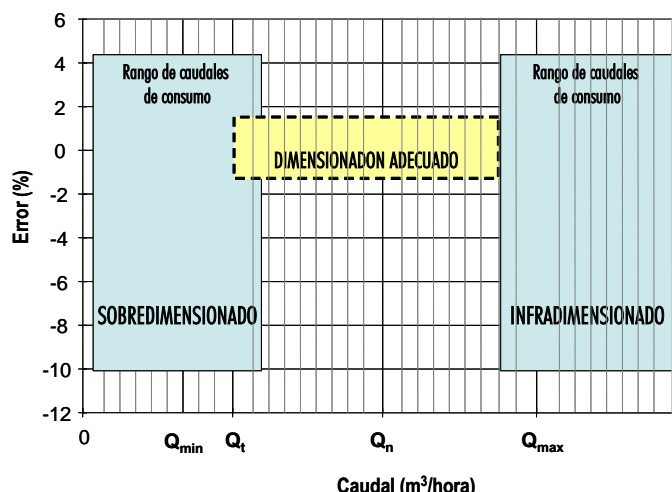 6
4
2
0
-2
-4
-6
-8
-10
-12
Error (%)
Rango de caudales
de consumo
Rango de caudales
de consumo
DIMENSIONADON ADECUADO
SOBREDIMENSIONADO
INFRADIMENSIONADO
0
Qmin
Qt
Qn
Qmax
Caudal (m³/hora)